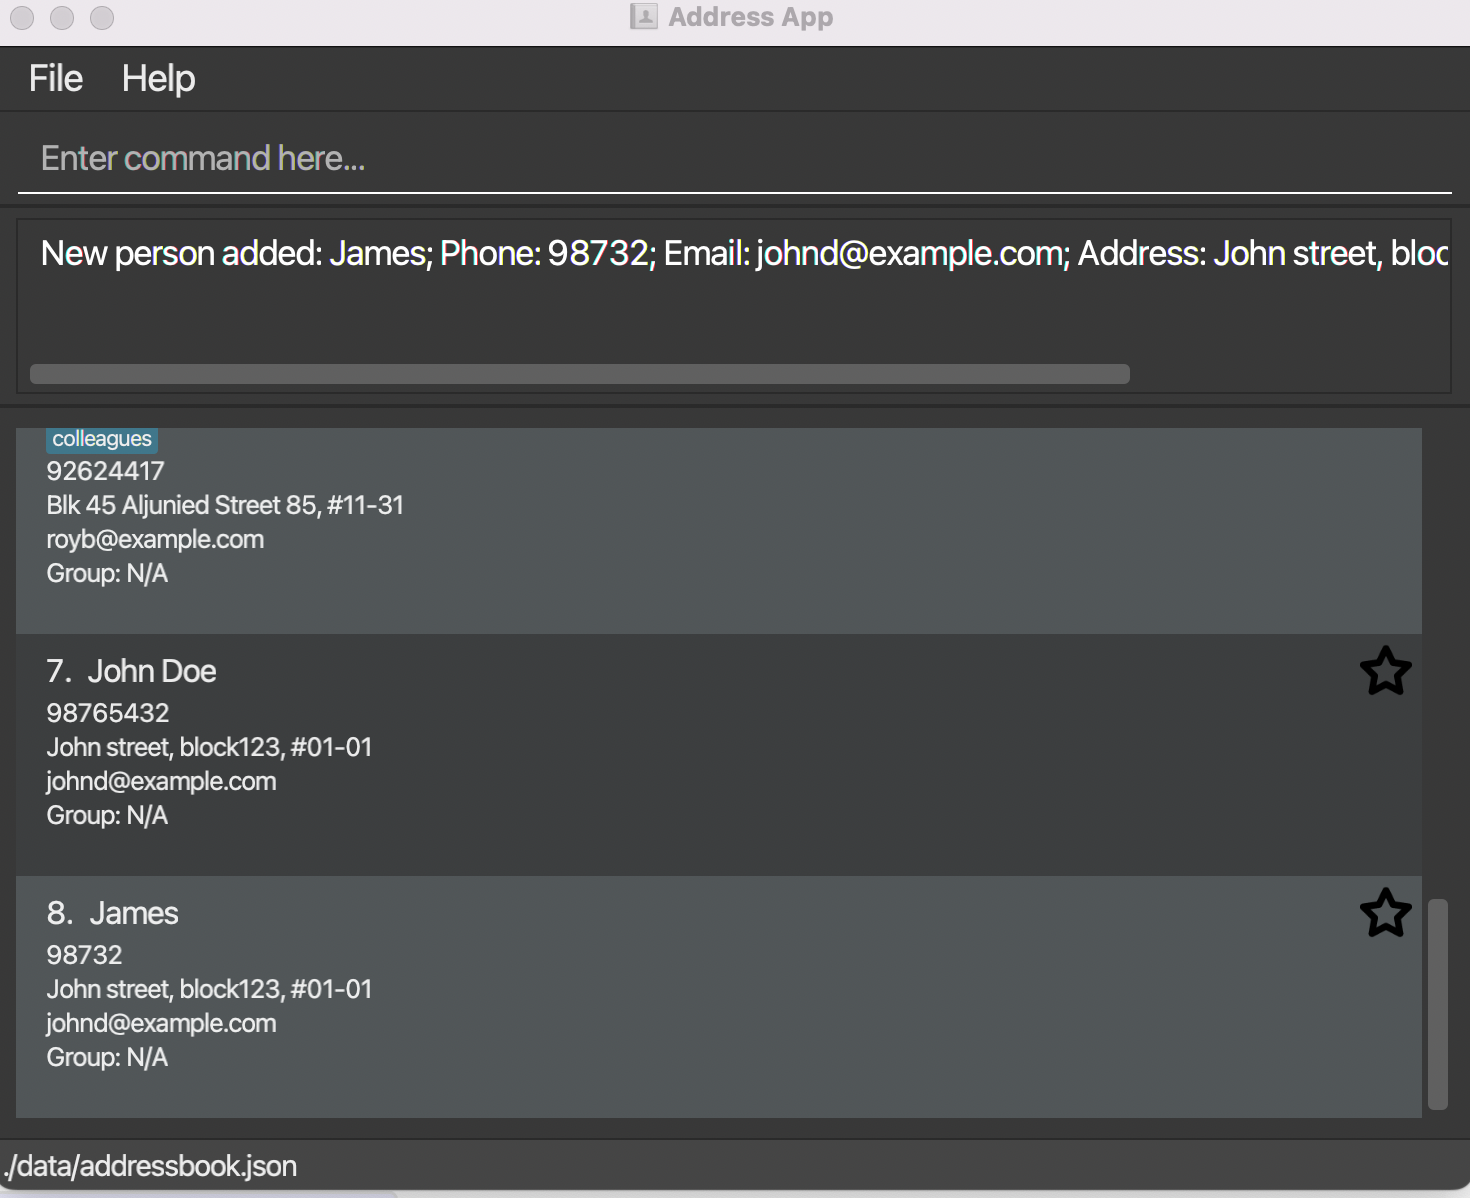 Address App
File Help
Enter command here...
New person added: James; Phone: 98732; Email: johnd@example.com; Address: John street, bloc
colleagues
92624417
Blk 45 Aljunied Street 85, #11-31
royb@example.com
Group: N/A
7. John Doe
98765432
John street, block123, #01-01
johnd@example.com
Group: N/A
8. James
98732
John street, block123, #01-01
johnd@example.com
Group: N/A
./data/addressbook.json